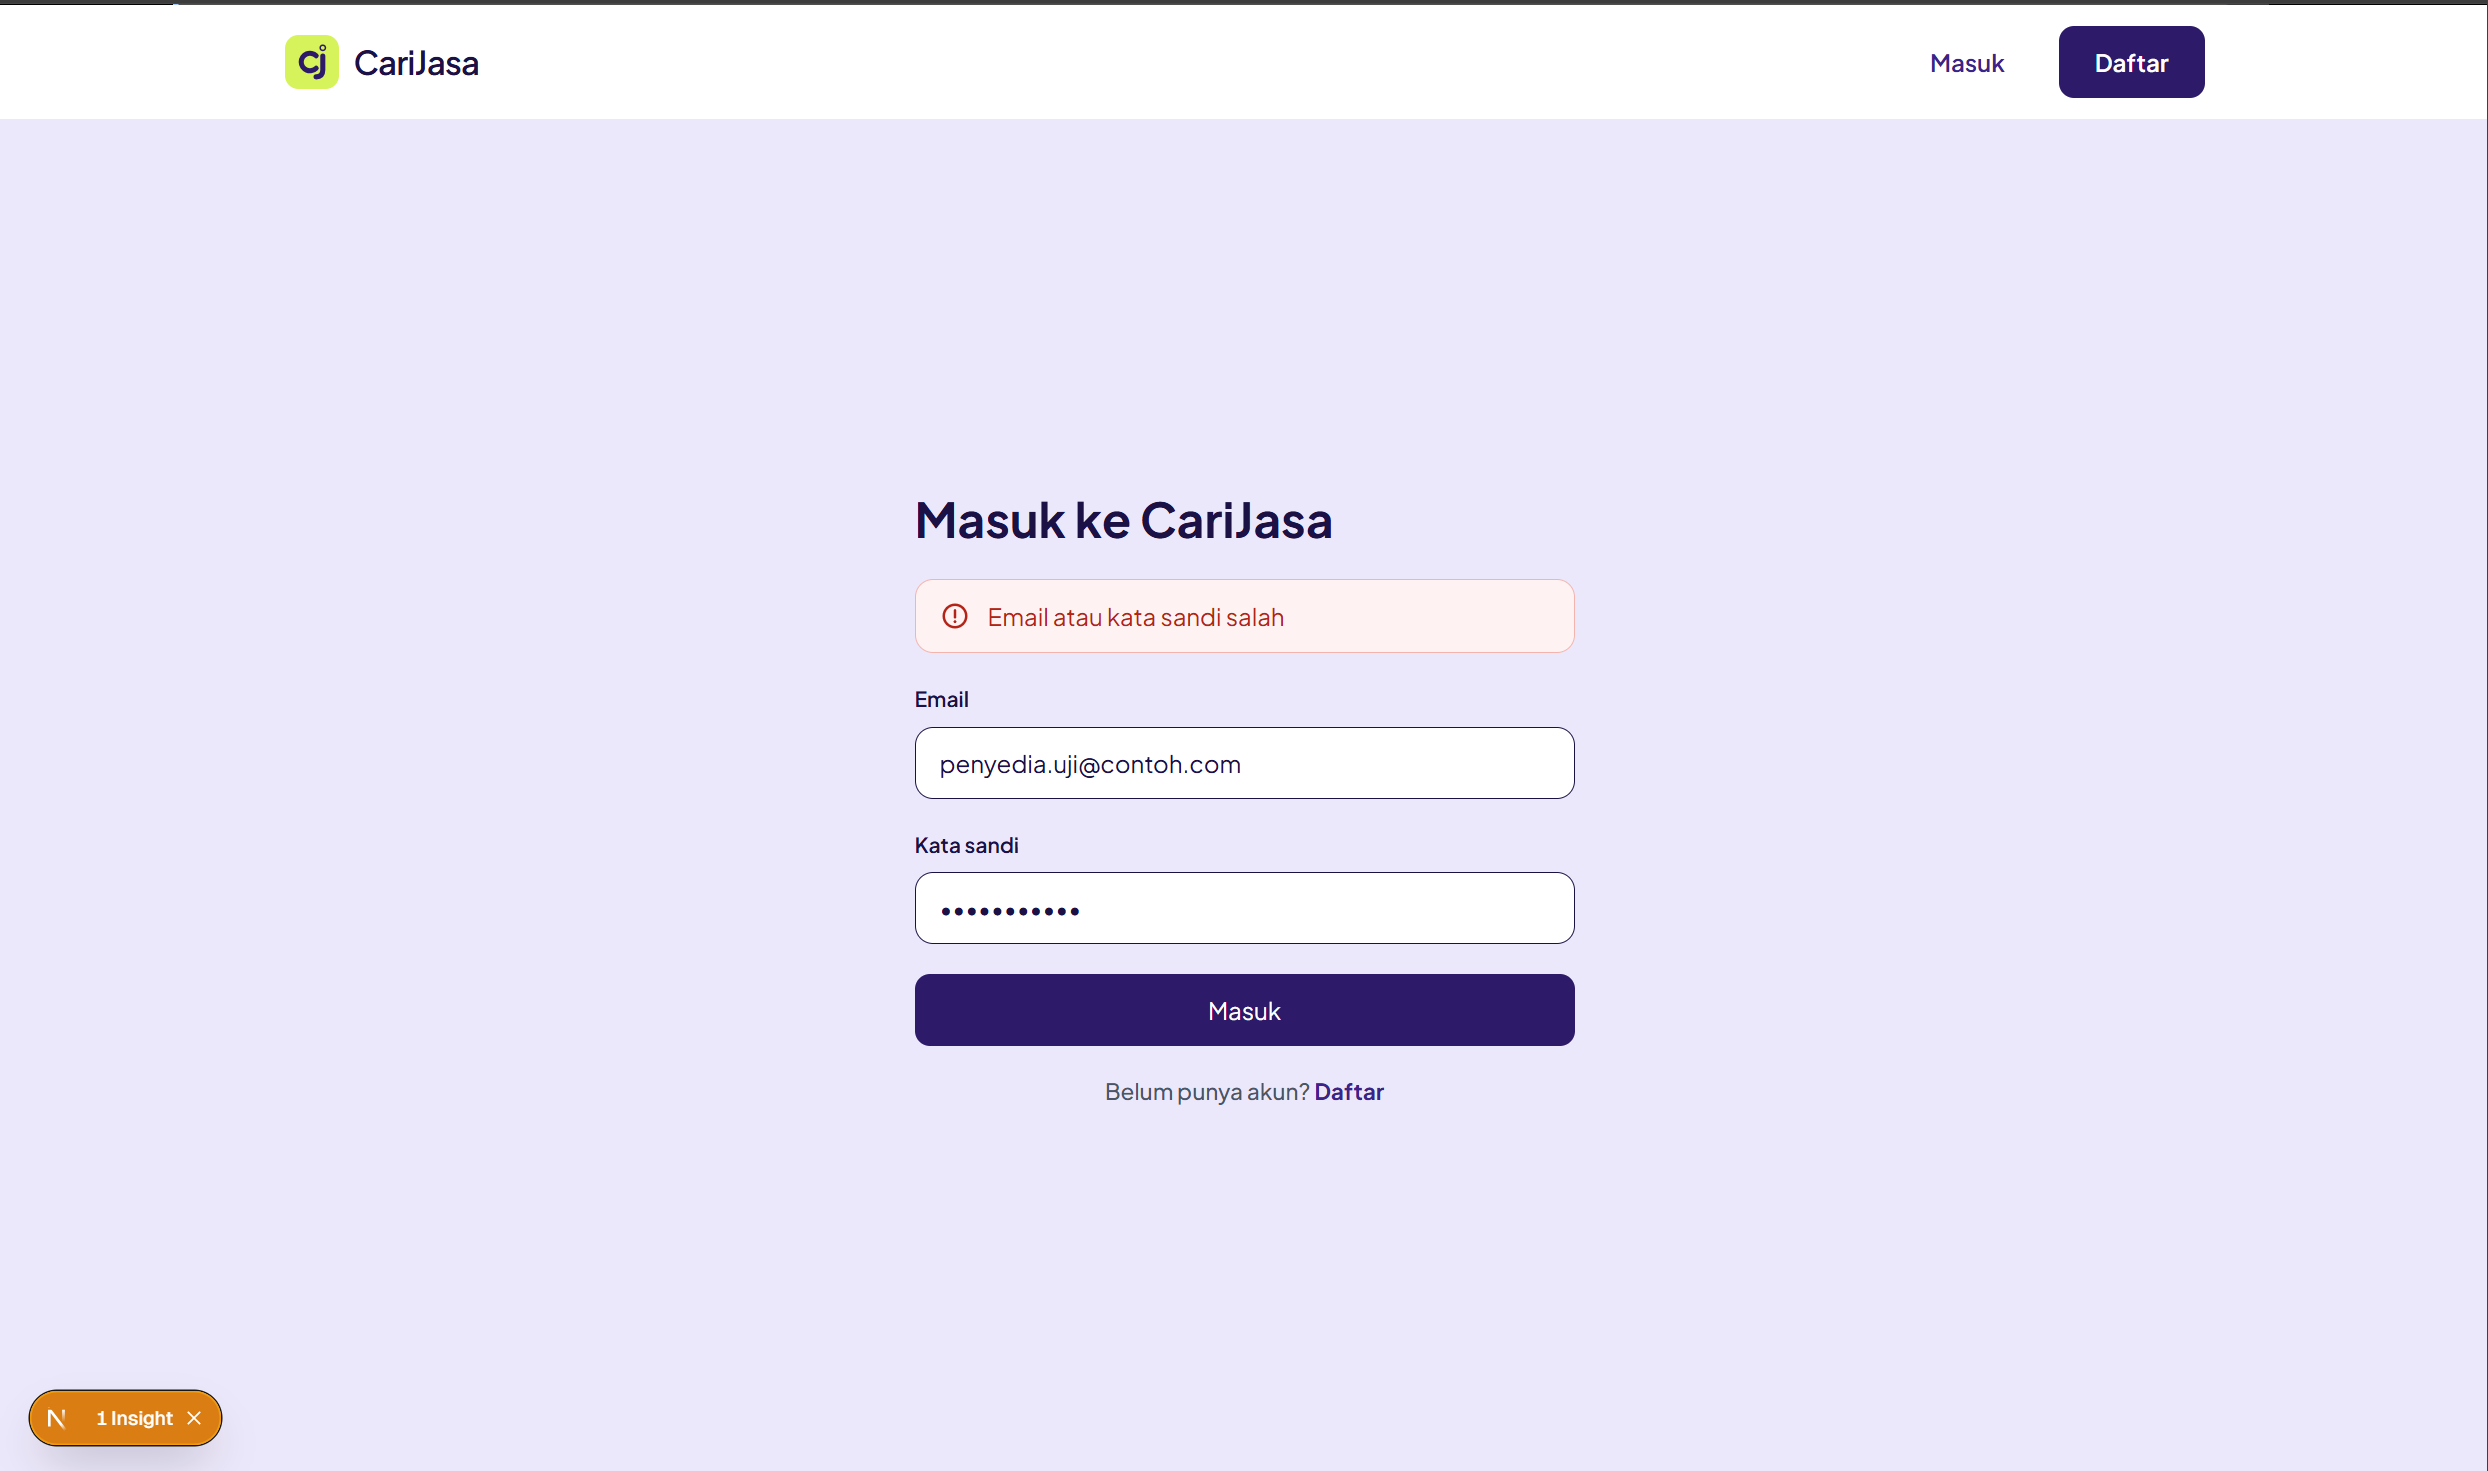 cj CariJasa
Masuk
Daftar
Masuk ke CariJasa
Email atau kata sandi salah
Email
penyedia.uji@contoh.com
Kata sandi
•••••••••••
Masuk
Belum punya akun? Daftar
N 1 Insight